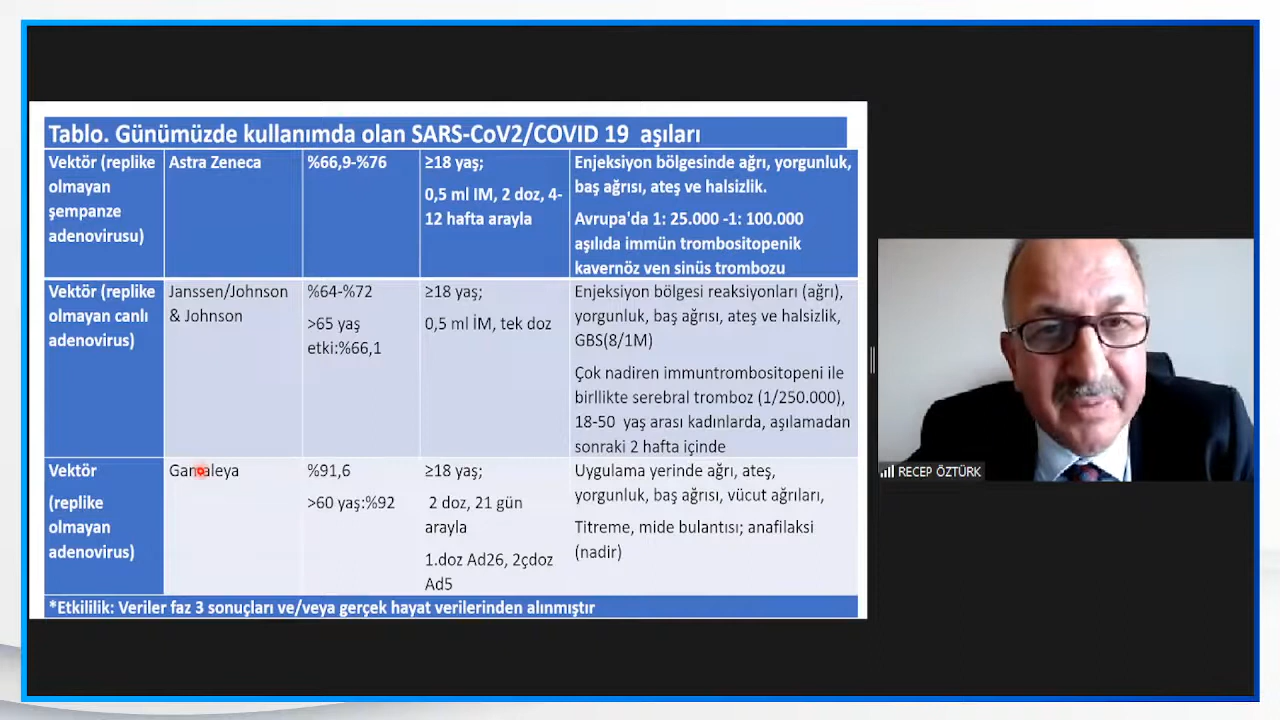 Tablo. Günümüzde kullanımda olan SARS-CoV2/COVID 19 aşıları
Vektör (replike
olmayan
şempanze
adenovirusu)
Astra Zeneca
%66,9-%76
≥18 yaş;
0,5 ml IM, 2 doz, 4-
12 hafta arayla
Enjeksiyon bölgesinde ağrı, yorgunluk,
baş ağrısı, ateş ve halsizlik.
Avrupa'da 1: 25.000 -1: 100.000
aşılıda immün trombositopenik
kavernöz ven sinüs trombozu
Vektör (replike
olmayan canlı
adenovirus)
Janssen/Johnson
& Johnson
%64-%72
>65 yaş
etki:%66,1
≥18 yaş;
0,5 ml İM, tek doz
Enjeksiyon bölgesi reaksiyonları (ağrı),
yorgunluk, baş ağrısı, ateş ve halsizlik,
GBS(8/1M)
Çok nadiren immuntrombositopeni ile
birllikte serebral tromboz (1/250.000),
18-50 yaş arası kadınlarda, aşılamadan
sonraki 2 hafta içinde
Vektör
(replike
olmayan
adenovirus)
Gamaleya
%91,6
>60 yaş:%92
≥18 yaş;
2 doz, 21 gün
arayla
1.doz Ad26, 2çdoz
Ad5
Uygulama yerinde ağrı, ateş,
yorgunluk, baş ağrısı, vücut ağrıları,
Titreme, mide bulantısı; anafilaksi
(nadir)
*Etkililik: Veriler faz 3 sonuçları ve/veya gerçek hayat verilerinden alınmıştır
RECEP ÖZTÜRK